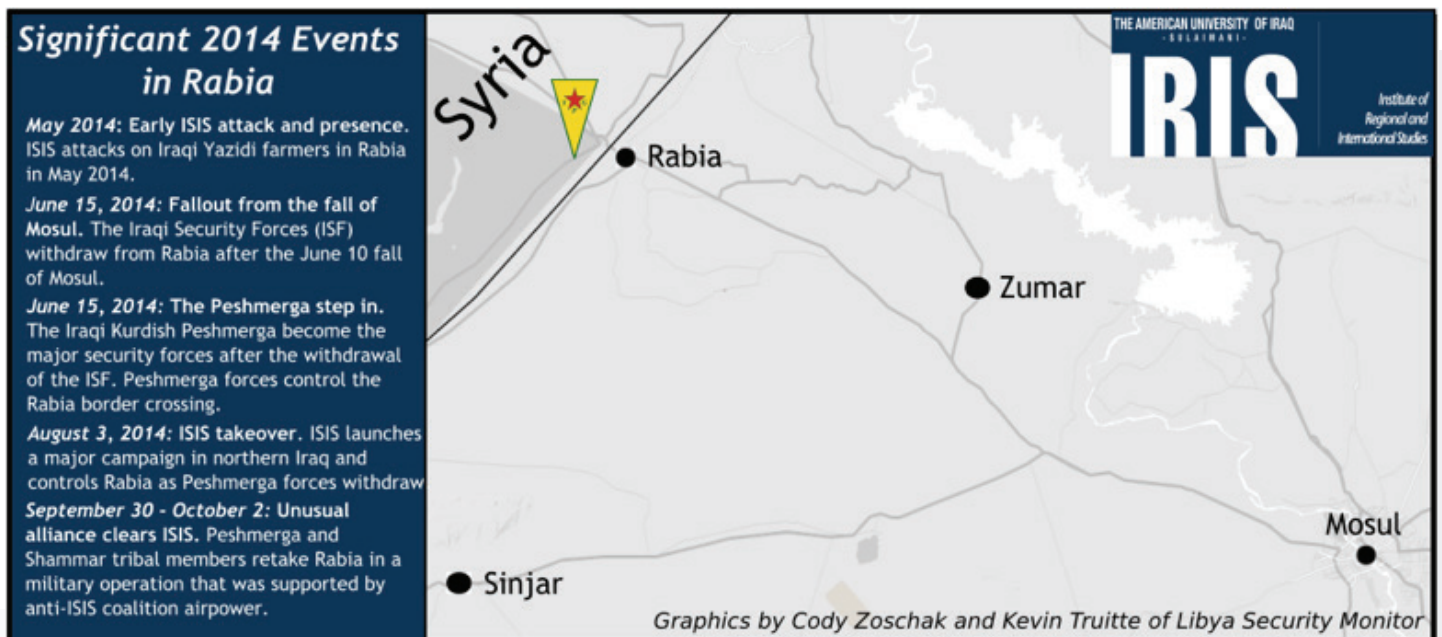 Significant 2014 Events
in Rabia
May 2014: Early ISIS attack and presence.
ISIS attacks on Iraqi Yazidi farmers in Rabia
in May 2014.
June 15, 2014: Fallout from the fall of
Mosul. The Iraqi Security Forces (ISF)
withdraw from Rabia after the June 10 fall
of Mosul.
June 15, 2014: The Peshmerga step in.
The Iraqi Kurdish Peshmerga become the
major security forces after the withdrawal
of the ISF. Peshmerga forces control the
Rabia border crossing.
August 3, 2014: ISIS takeover. ISIS launches
a major campaign in northern Iraq and
controls Rabia as Peshmerga forces withdraw
September 30 - October 2: Unusual
alliance clears ISIS. Peshmerga and
Shammar tribal members retake Rabia in a
military operation that was supported by
anti-ISIS coalition airpower.
Syria
Rabia
Zumar
Sinjar
Mosul
THE AMERICAN UNIVERSITY OF IRAQ
-SULAIMANI-
IRIS
Institute of
Regional and
International Studies
Graphics by Cody Zoschak and Kevin Truitte of Libya Security Monitor